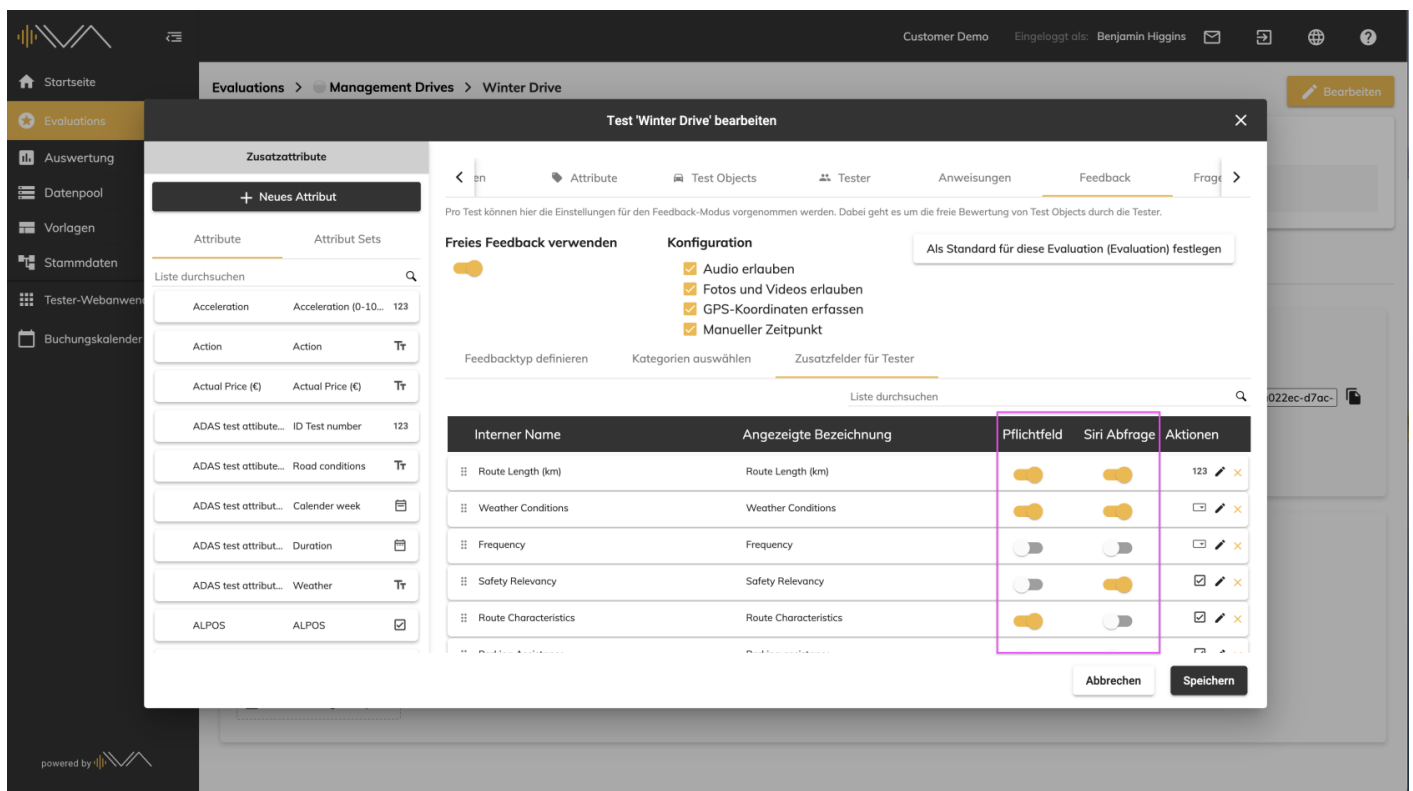 Customer Demo Eingeloggt als: Benjamin Higgins
Startseite
Evaluations
Auswertung
Datenpool
Vorlagen
Stammdaten
Tester-Webanwen
Buchungskalender
powered by
Evaluations > Management Drives > Winter Drive
Bearbeiten
Test 'Winter Drive' bearbeiten
Zusatzattribute
+ Neues Attribut
Attribute Attribut Sets
Liste durchsuchen
Acceleration Acceleration (0-10... 123
Action Action Tт
Actual Price (€) Actual Price (€) Tт
ADAS test attibute... ID Test number 123
ADAS test attibute... Road conditions Tт
ADAS test attribut... Calender week
ADAS test attribut... Duration
ADAS test attribut... Weather Tт
ALPOS ALPOS
en Attribute Test Objects Tester Anweisungen Feedback Frage
Pro Test können hier die Einstellungen für den Feedback-Modus vorgenommen werden. Dabei geht es um die freie Bewertung von Test Objects durch die Tester.
Freies Feedback verwenden
Konfiguration
Audio erlauben
Fotos und Videos erlauben
GPS-Koordinaten erfassen
Manueller Zeitpunkt
Als Standard für diese Evaluation (Evaluation) festlegen
Feedbacktyp definieren Kategorien auswählen Zusatzfelder für Tester
Liste durchsuchen
Interner Name Angezeigte Bezeichnung Pflichtfeld Siri Abfrage Aktionen
Route Length (km) Route Length (km) 123
Weather Conditions Weather Conditions
Frequency Frequency
Safety Relevancy Safety Relevancy
Route Characteristics Route Characteristics
Abbrechen Speichern
022ec-d7ac-